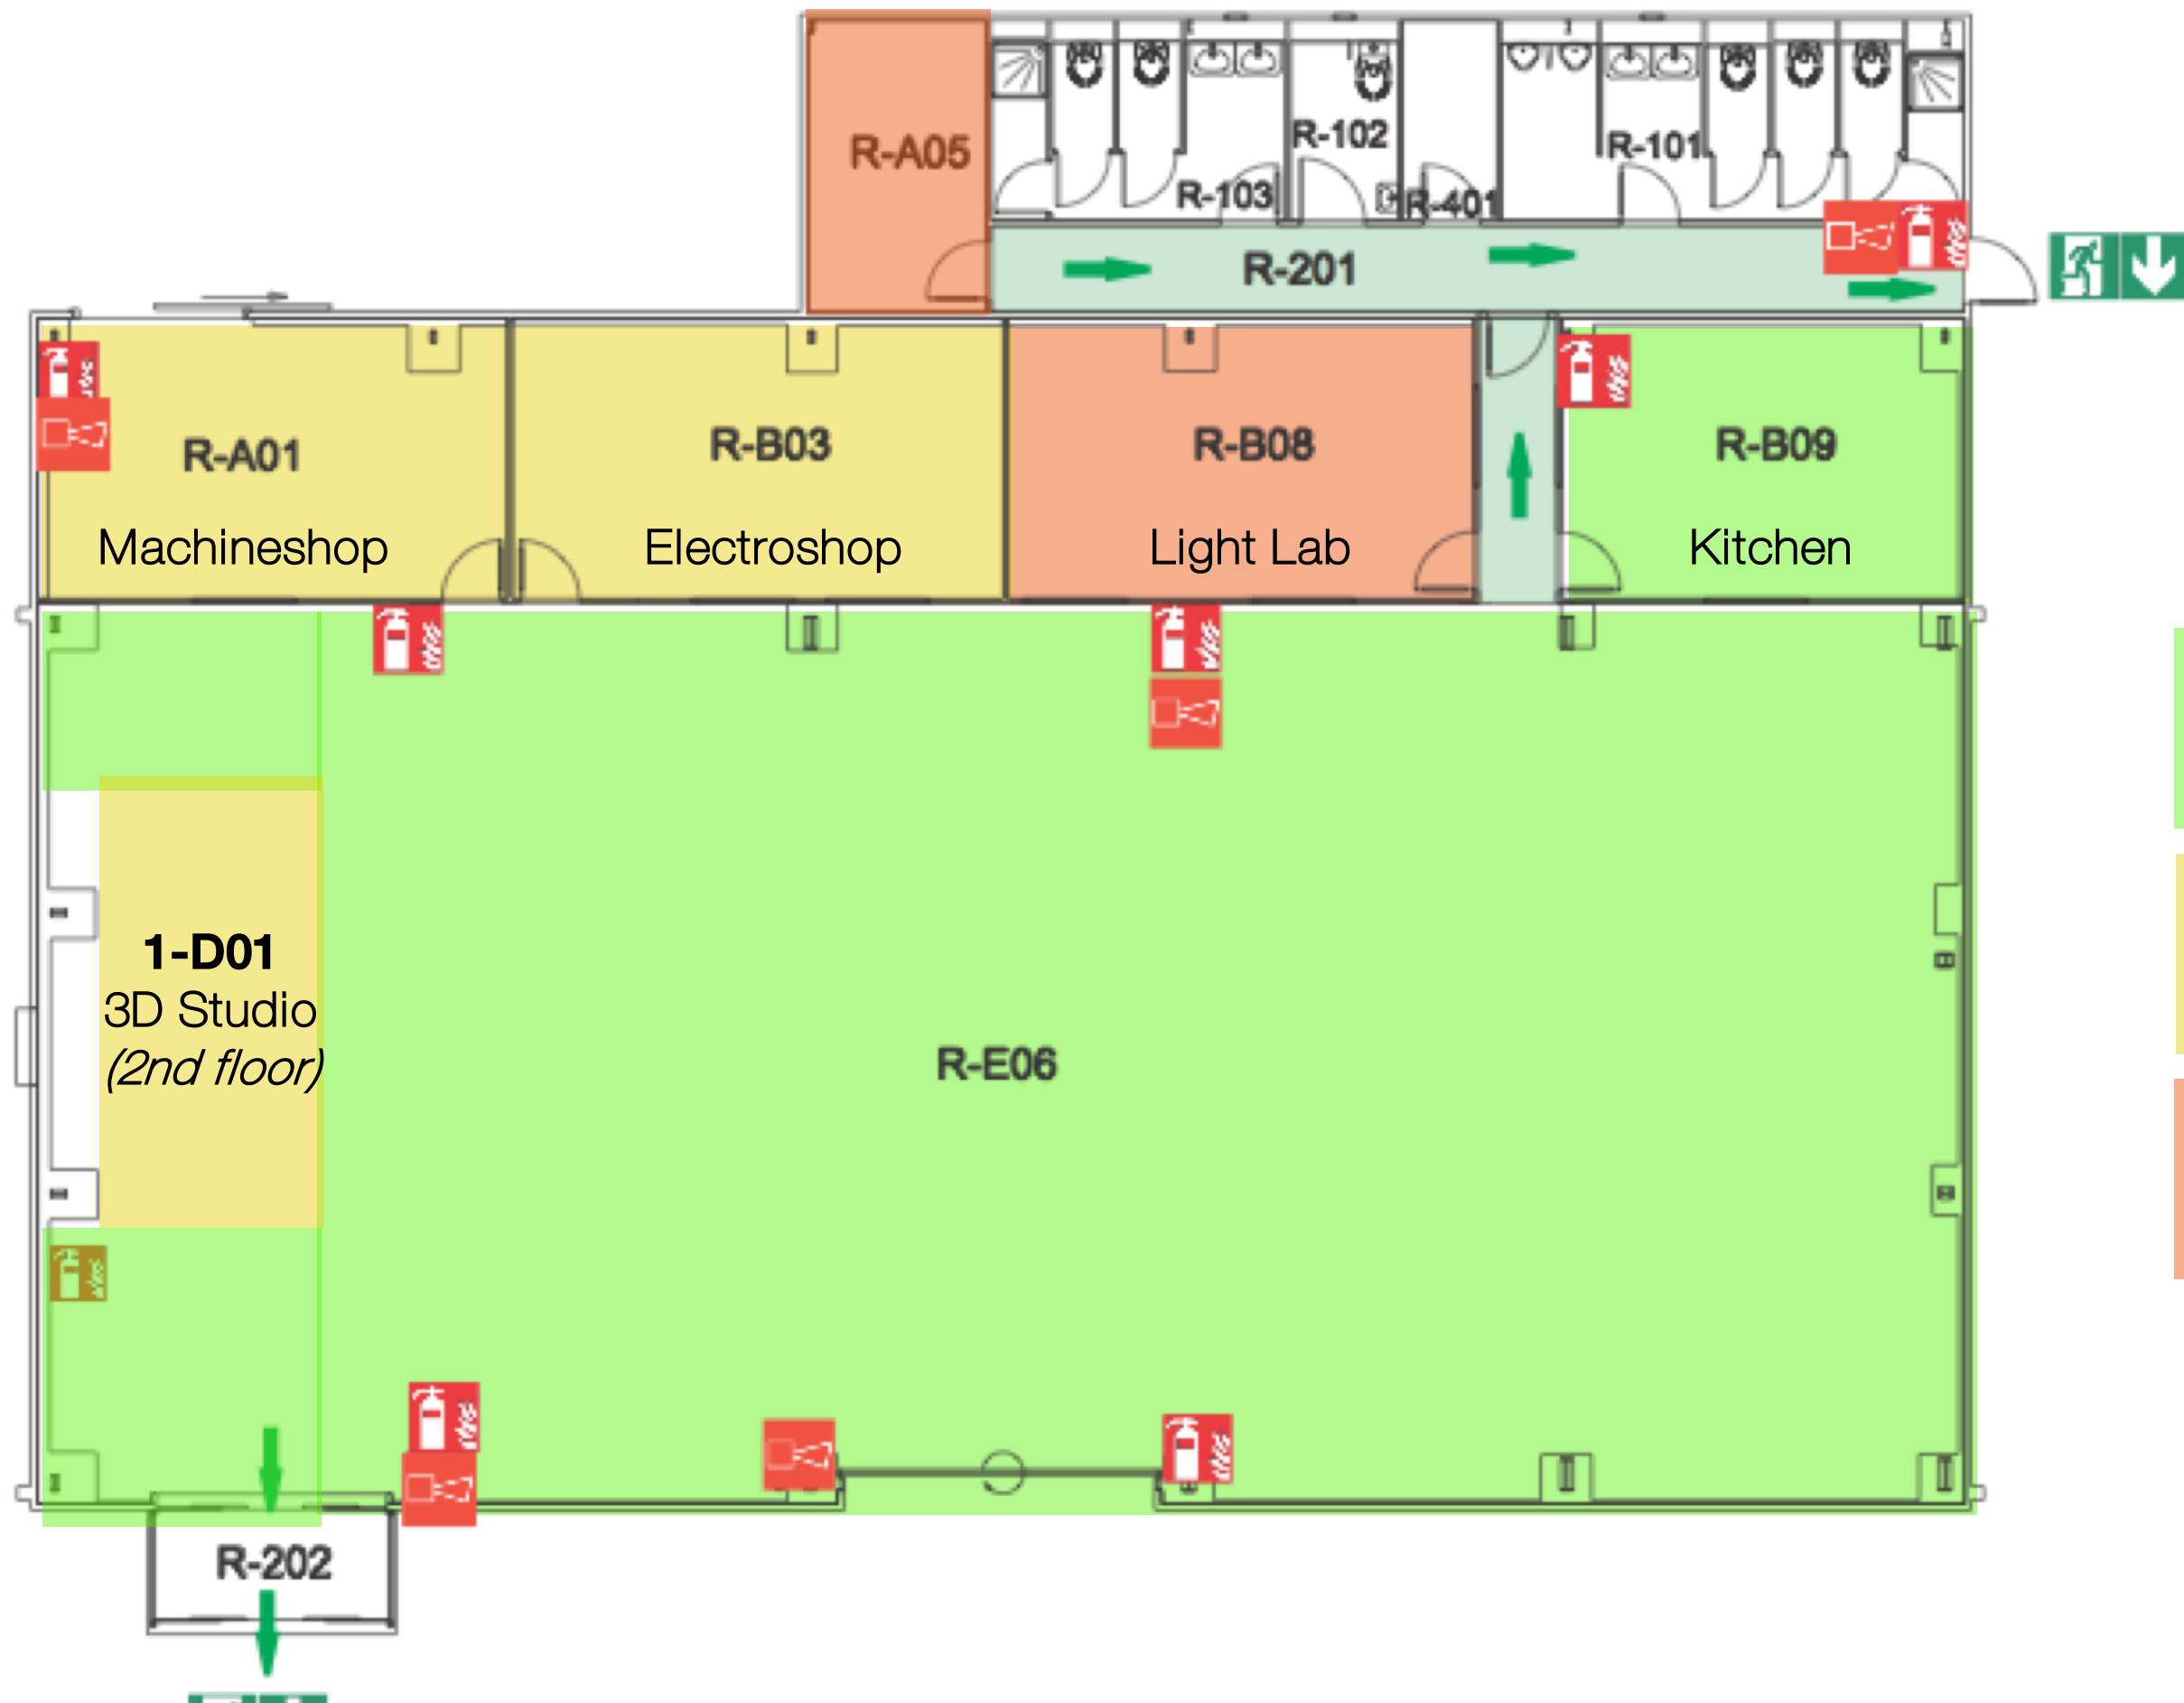 R-A05
R-102
R-101
R-103
R-401
R-201
R-A01
R-B03
R-B08
R-B09
Machineshop
Electroshop
Light Lab
Kitchen
1-D01
3D Studio
(2nd floor)
R-E06
R-202